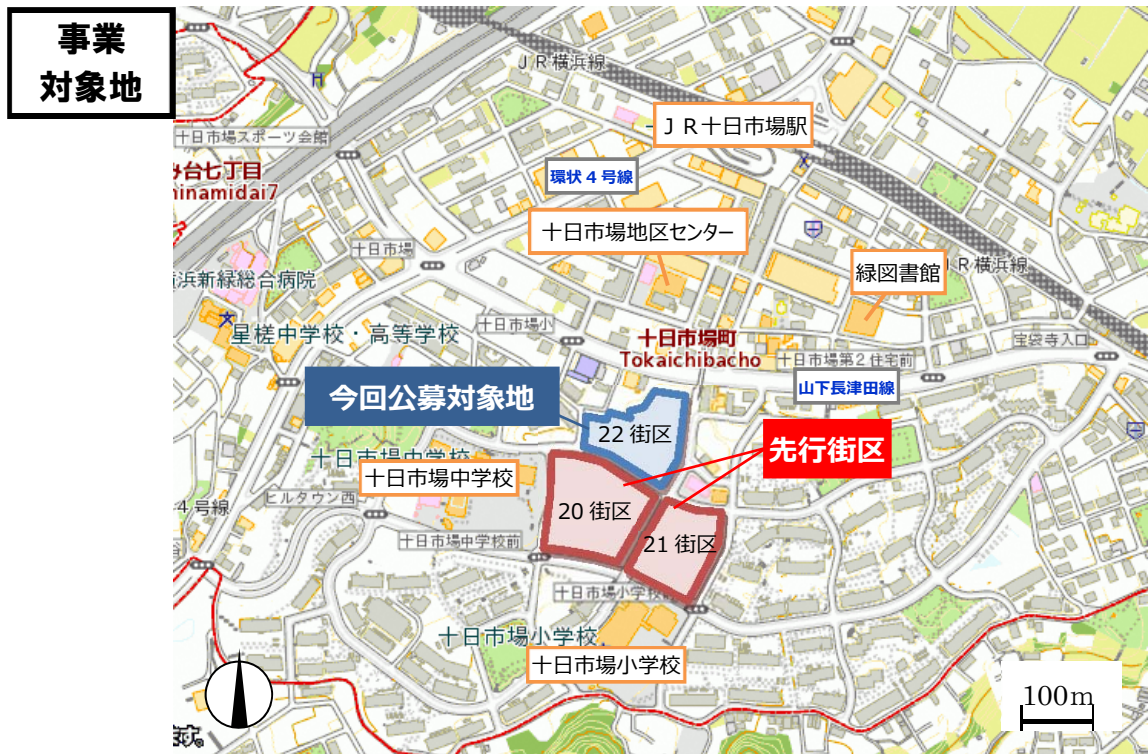 事業
対象地
JR横浜線
JR十日市場駅
十日市場スポーツ会館
環状4号線
み台七丁目
minamidai7
十日市場地区センター
十日市場
緑図書館
JR横浜線
浜新緑総合病院
星槎中学校・高等学校
十日市場小
十日市場町
Tokaichibacho
宝袋寺入口
十日市場第2住宅前
山下長津田線
今回公募対象地
22街区
先行街区
十日市場中学校
十日市場中学校
ヒルタウン西
4号線
20街区
21街区
十日市場中学校前
十日市場小学校
十日市場小学校
十日市場小学校
100m